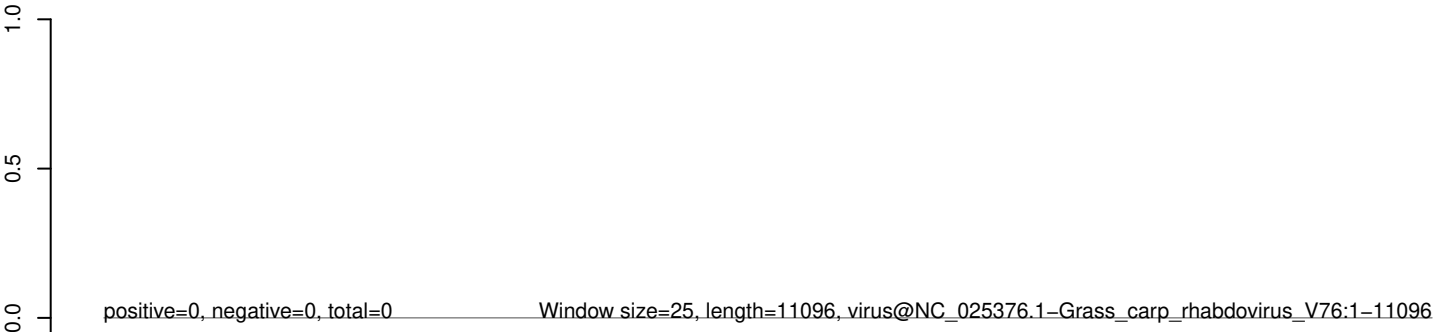 1.0
0.5
0.0
positive=0, negative=0, total=0
Window size=25, length=11096, virus@NC_025376.1−Grass_carp_rhabdovirus_V76:1−11096